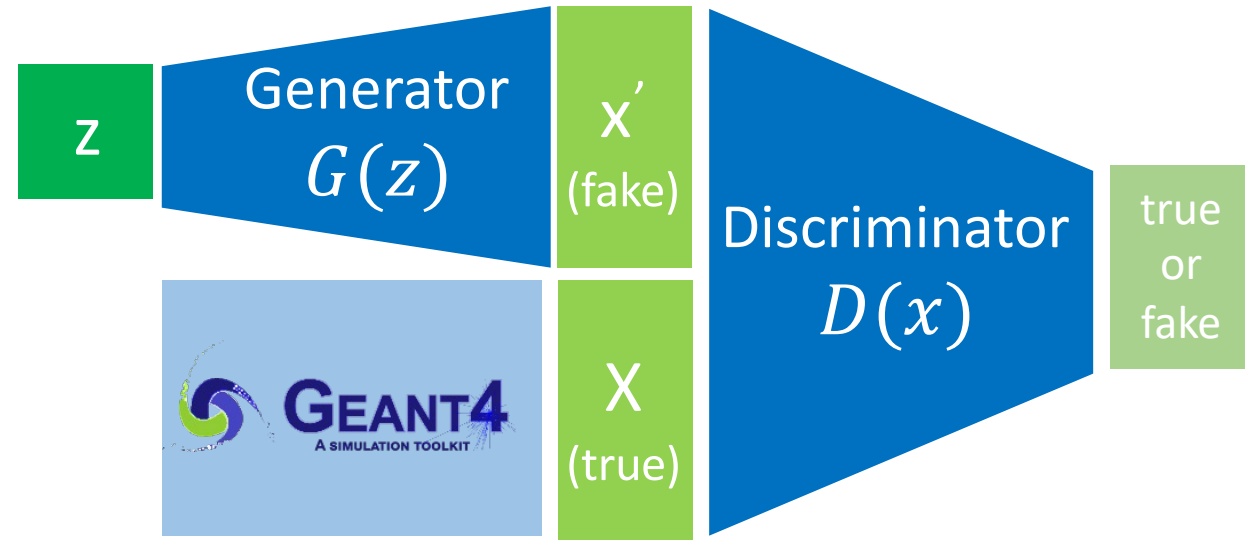 z
Generator
G(z)
x′
(fake)
GEANT4
A SIMULATION TOOLKIT
X
(true)
Discriminator
D(x)
true
or
fake